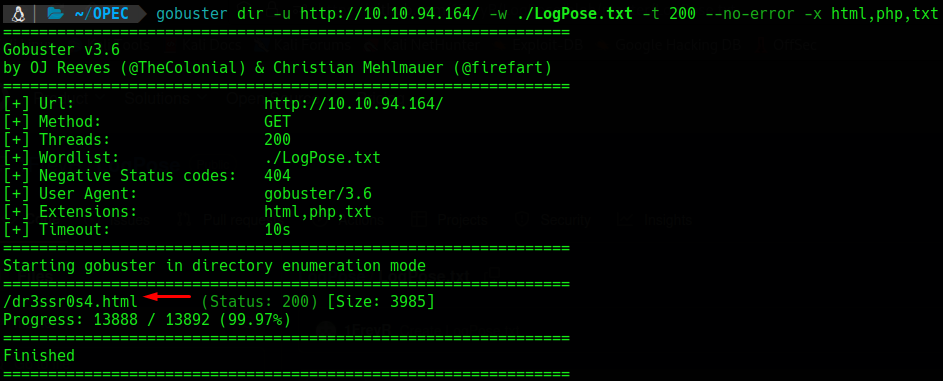 ~/OPEC gobuster dir -u http://10.10.94.164/ -w ./LogPose.txt -t 200 --no-error -x html,php,txt
===============================================================
Gobuster v3.6
by OJ Reeves (@TheColonial) & Christian Mehlmauer (@firefart)
===============================================================
[+] Url: http://10.10.94.164/
[+] Method: GET
[+] Threads: 200
[+] Wordlist: ./LogPose.txt
[+] Negative Status codes: 404
[+] User Agent: gobuster/3.6
[+] Extensions: html,php,txt
[+] Timeout: 10s
===============================================================
Starting gobuster in directory enumeration mode
===============================================================
/dr3ssr0s4.html (Status: 200) [Size: 3985]
Progress: 13888 / 13892 (99.97%)
===============================================================
Finished
===============================================================